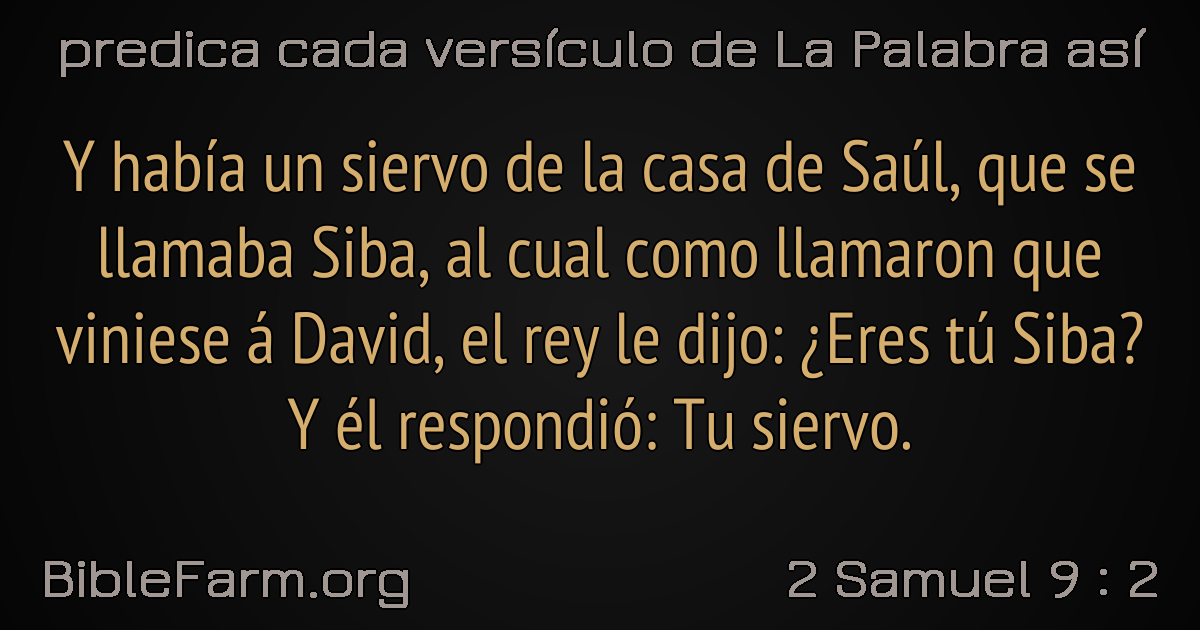 predica cada versículo de La Palabra así
Y había un siervo de la casa de Saúl, que se
llamaba Siba, al cual como llamaron que
viniese á David, el rey le dijo: ¿Eres tú Siba?
Y él respondió: Tu siervo.
BibleFarm.org
2 Samuel 9 : 2